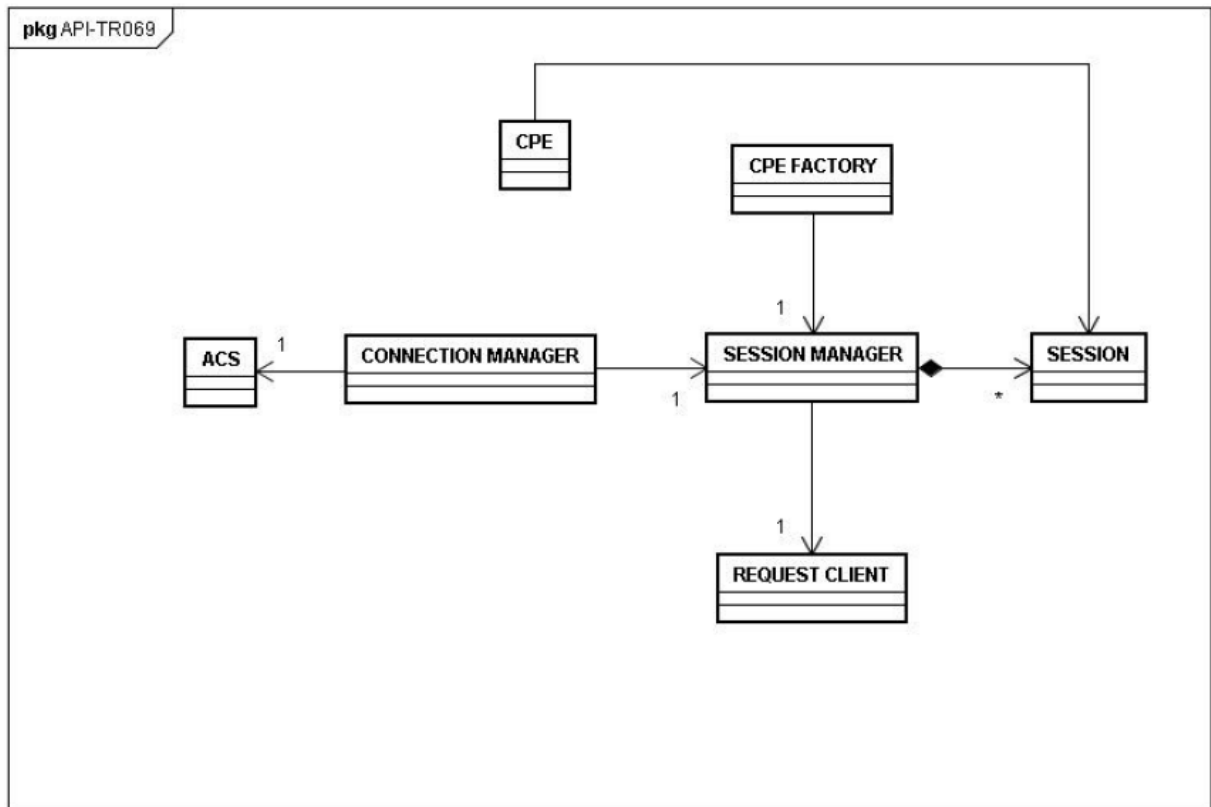 pkg API-TR069
CPE
CPE FACTORY
1
ACS
1
CONNECTION MANAGER
1
SESSION MANAGER
*
SESSION
1
REQUEST CLIENT